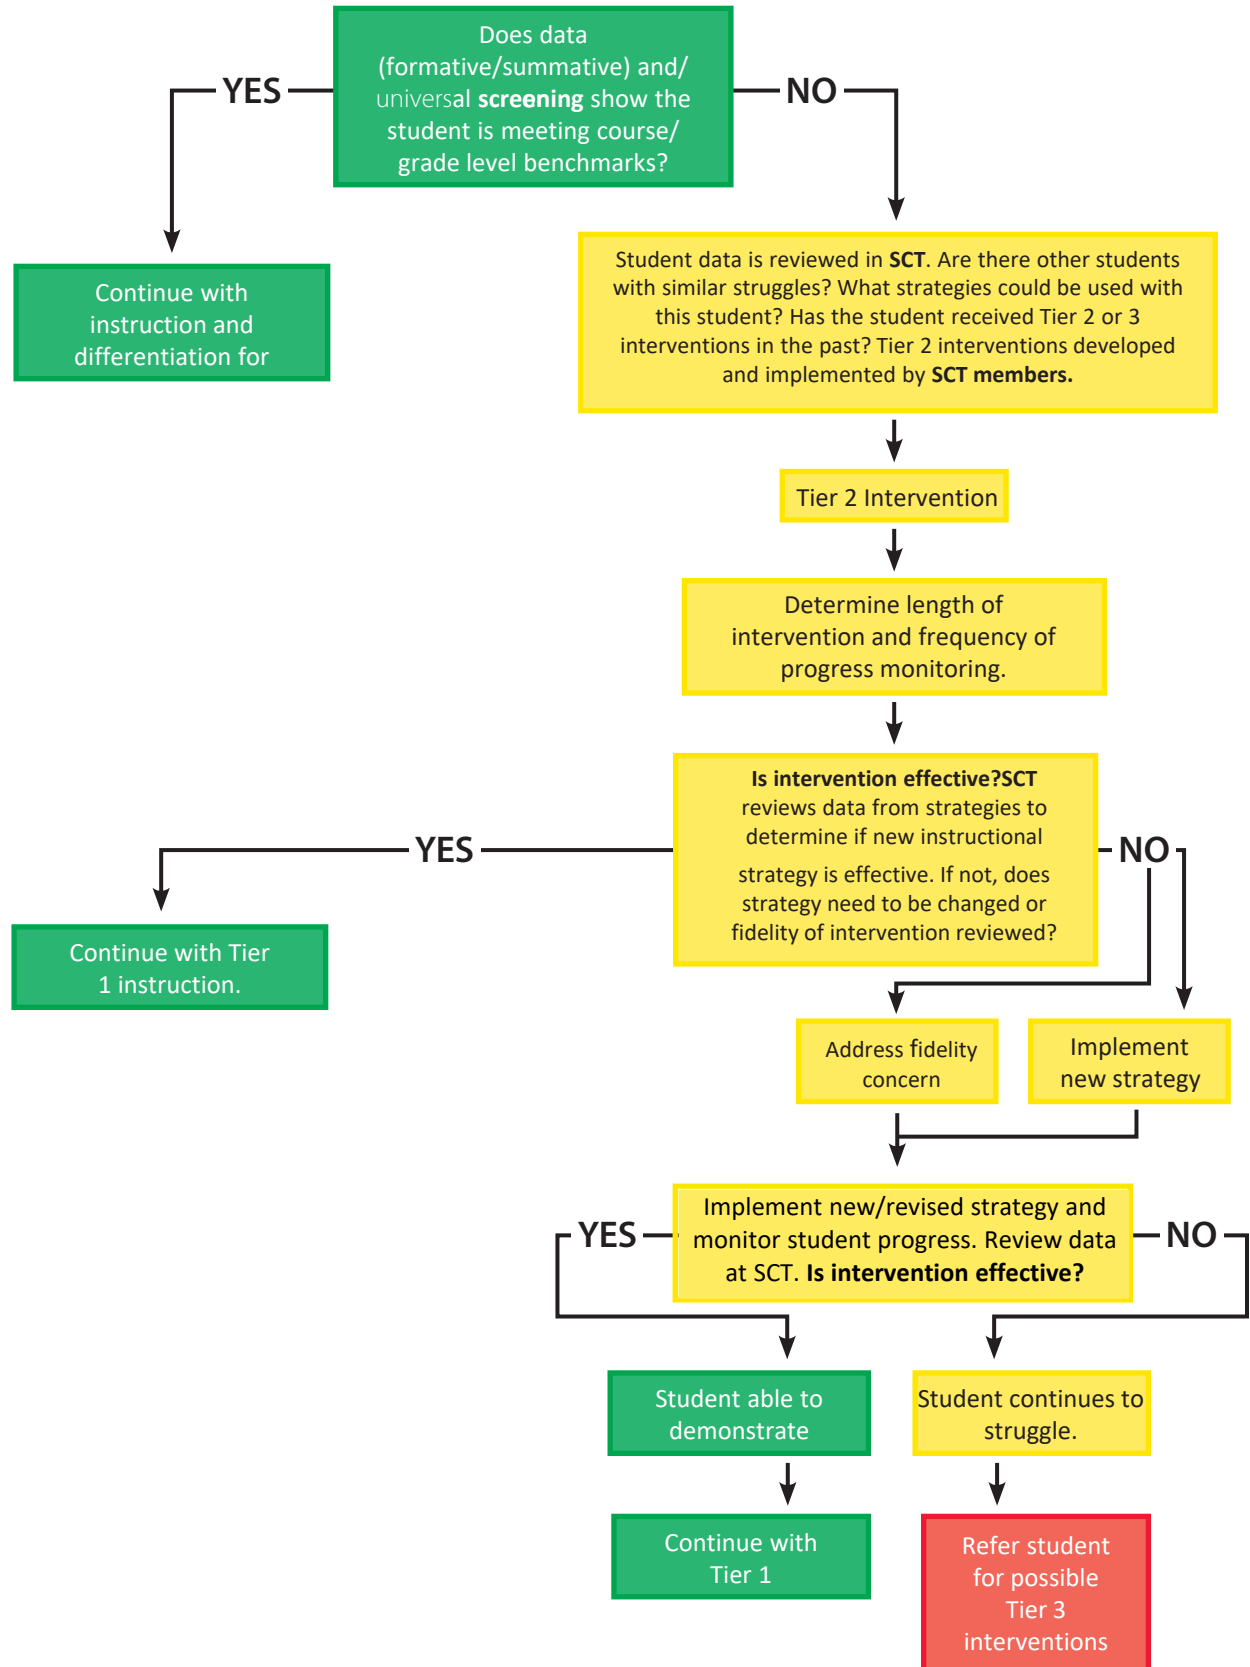 Does data
(formative/summative) and/
universal screening show the
student is meeting course/
grade level benchmarks?
YES
NO
Continue with
instruction and
differentiation for
Student data is reviewed in SCT. Are there other students
with similar struggles? What strategies could be used with
this student? Has the student received Tier 2 or 3
interventions in the past? Tier 2 interventions developed
and implemented by SCT members.
Tier 2 Intervention
Determine length of
intervention and frequency of
progress monitoring.
Is intervention effective?SCT
reviews data from strategies to
determine if new instructional
strategy is effective. If not, does
strategy need to be changed or
fidelity of intervention reviewed?
YES
NO
Continue with Tier
1 instruction.
Address fidelity
concern
Implement
new strategy
Implement new/revised strategy and
monitor student progress. Review data
at SCT. Is intervention effective?
YES
NO
Student able to
demonstrate
Student continues to
struggle.
Continue with
Tier 1
Refer student
for possible
Tier 3
interventions